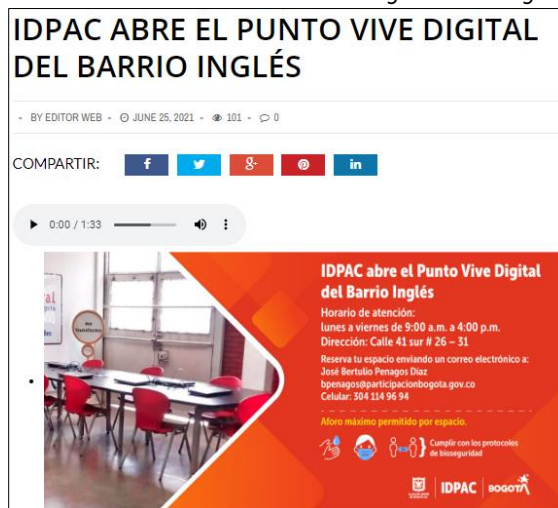 IDPAC ABRE EL PUNTO VIVE DIGITAL
DEL BARRIO INGLÉS
- BY EDITOR WEB - JUNE 25, 2021 - 101 - 0
COMPARTIR:
0:00 / 1:33
IDPAC abre el Punto Vive Digital
del Barrio Inglés
Horario de atención:
lunes a viernes de 9:00 a.m. a 4:00 p.m.
Dirección: Calle 41 sur # 26 – 31
Reserva tu espacio enviando un correo electrónico a:
José Bertulio Penagos Díaz
bpenagos@participacionbogota.gov.co
Celular: 304 114 96 94
Aforo máximo permitido por espacio.
Cumplir con los protocolos
de bioseguridad
IDPAC
BOGOTÁ